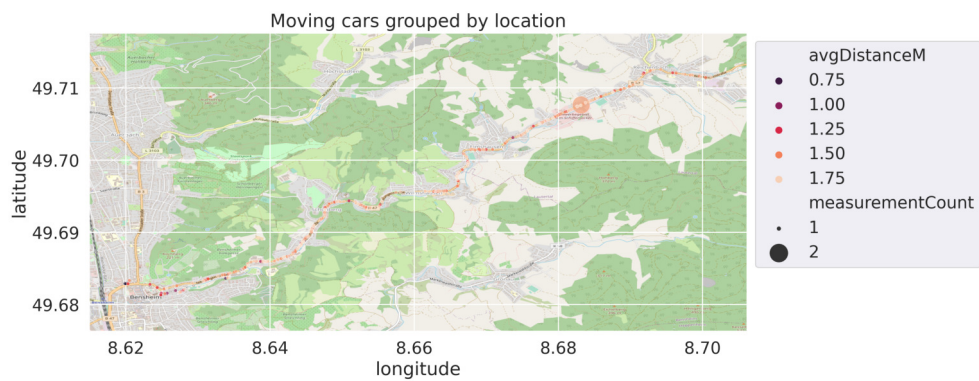 Moving cars grouped by location
49.71
49.70
49.69
49.68
latitude
8.62
8.64
8.66
8.68
8.70
longitude
avgDistanceM
0.75
1.00
1.25
1.50
1.75
measurementCount
1
2
Bensheim